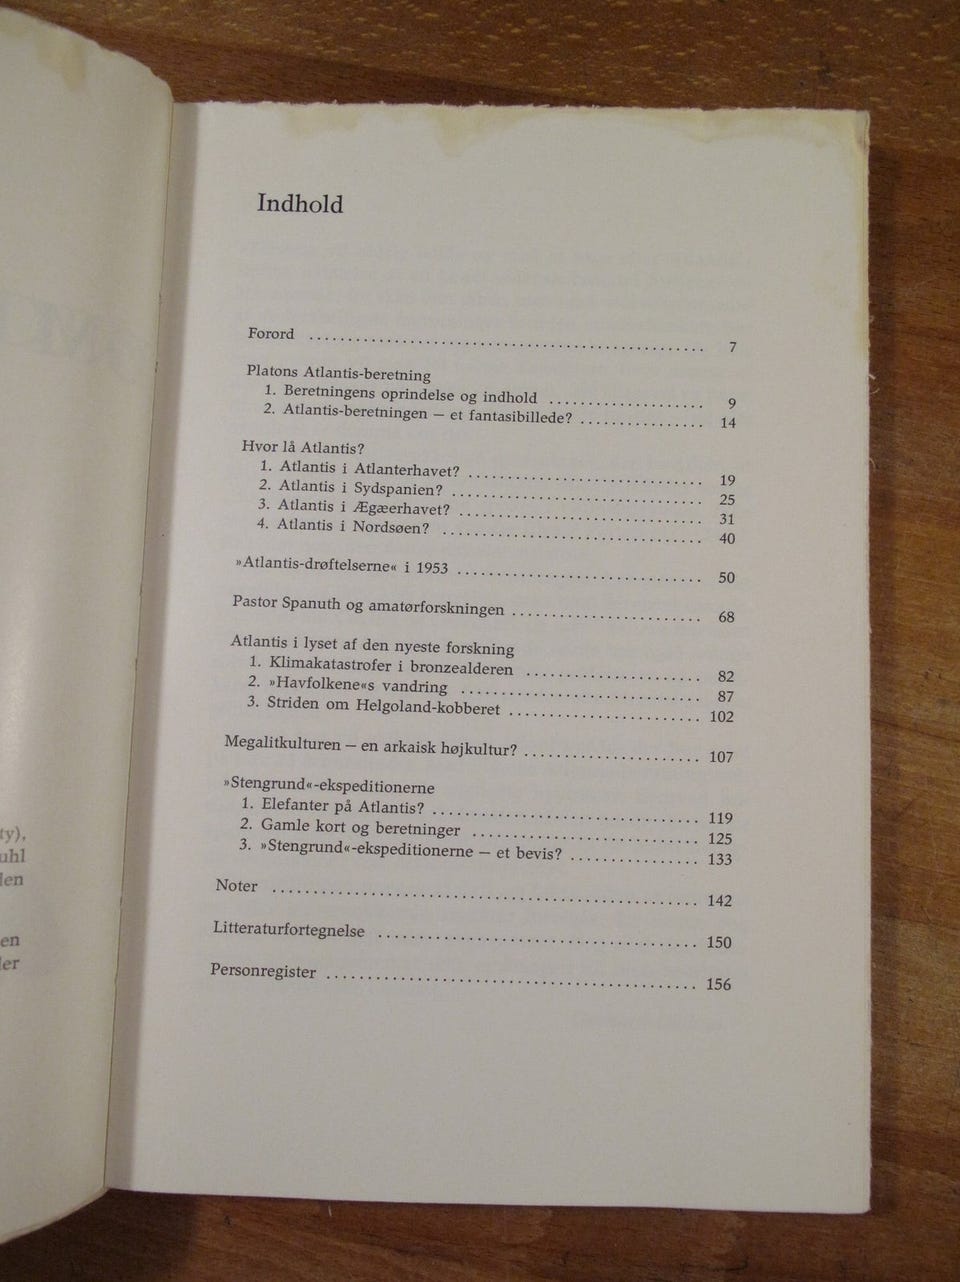 Indhold
Forord ........................................................ 7
Platons Atlantis-beretning
1. Beretningens oprindelse og indhold ...................... 9
2. Atlantis-beretningen — et fantasibillede? ................. 14
Hvor lå Atlantis?
1. Atlantis i Atlanterhavet? ................................. 19
2. Atlantis i Sydspanien? .................................... 25
3. Atlantis i Ægæerhavet? ................................... 31
4. Atlantis i Nordsøen? ..................................... 40
»Atlantis-drøftelserne« i 1953 ................................... 50
Pastor Spanuth og amatørforskningen ........................... 68
Atlantis i lyset af den nyeste forskning
1. Klimakatastrofer i bronzealderen ......................... 82
2. »Havfolkene«s vandring .................................. 87
3. Striden om Helgoland-kobberet ........................... 102
Megalitkulturen — en arkaisk højkultur? ......................... 107
»Stengrund«-ekspeditionerne
1. Elefanter på Atlantis? ..................................... 119
2. Gamle kort og beretninger ................................ 125
3. »Stengrund«-ekspeditionerne — et bevis? .................. 133
Noter .......................................................... 142
Litteraturfortegnelse ............................................ 150
Personregister .................................................. 156
ty),
uhl
len
en
ler